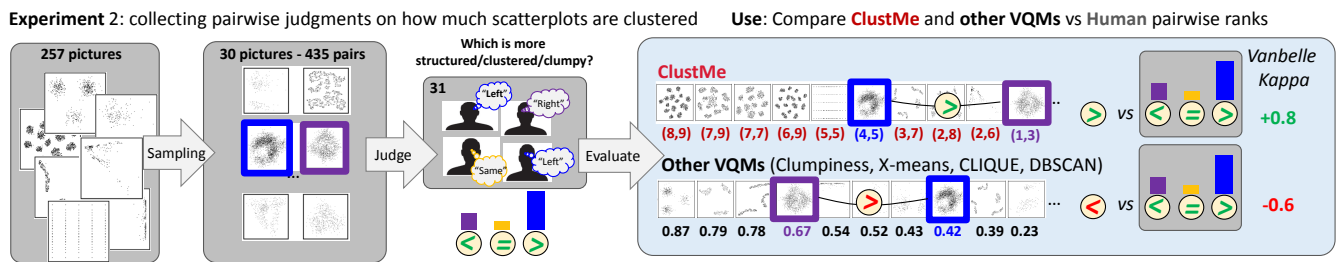 Experiment 2: collecting pairwise judgments on how much scatterplots are clustered
Use: Compare ClustMe and other VQMs vs Human pairwise ranks
257 pictures
Sampling
30 pictures - 435 pairs
...
Judge
Which is more
structured/clustered/clumpy?
31
“Left”
“Right”
“Same”
“Left”
< = >
Evaluate
ClustMe
>
...
(8,9) (7,9) (7,7) (6,9) (5,5) (4,5) (3,7) (2,8) (2,6) (1,3)
> vs < = >
Vanbelle
Kappa
+0.8
Other VQMs (Clumpiness, X-means, CLIQUE, DBSCAN)
>
...
0.87 0.79 0.78 0.67 0.54 0.52 0.43 0.42 0.39 0.23
< vs < = >
-0.6